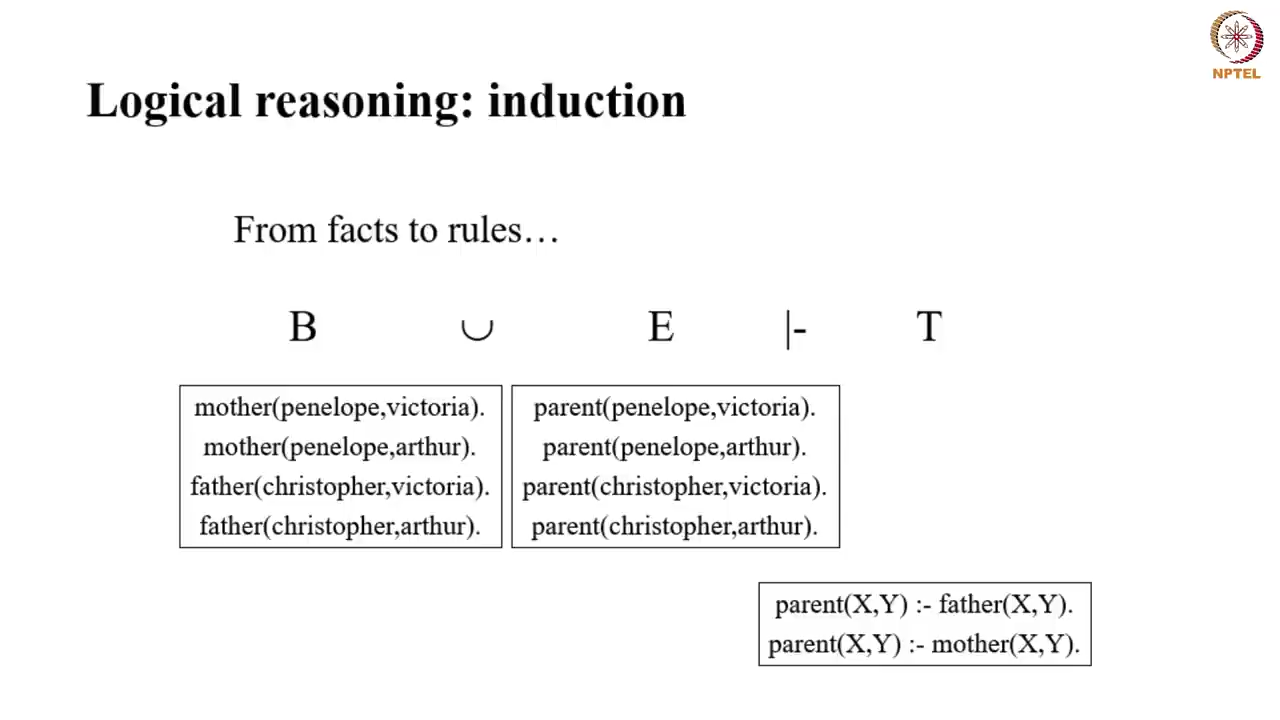 NPTEL
Logical reasoning: induction
From facts to rules…
B ∪ E |- T
mother(penelope,victoria).
mother(penelope,arthur).
father(christopher,victoria).
father(christopher,arthur).
parent(penelope,victoria).
parent(penelope,arthur).
parent(christopher,victoria).
parent(christopher,arthur).
parent(X,Y) :- father(X,Y).
parent(X,Y) :- mother(X,Y).